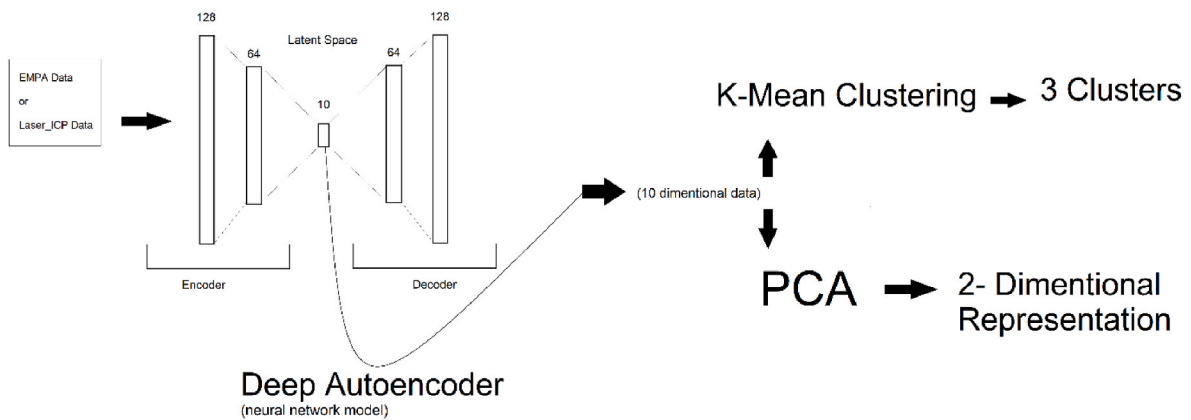 EMPA Data
or
Laser_ICP Data
128
64
Latent Space
10
64
128
Encoder
Decoder
Deep Autoencoder
(neural network model)
(10 dimentional data)
K-Mean Clustering
3 Clusters
PCA
2- Dimentional
Representation